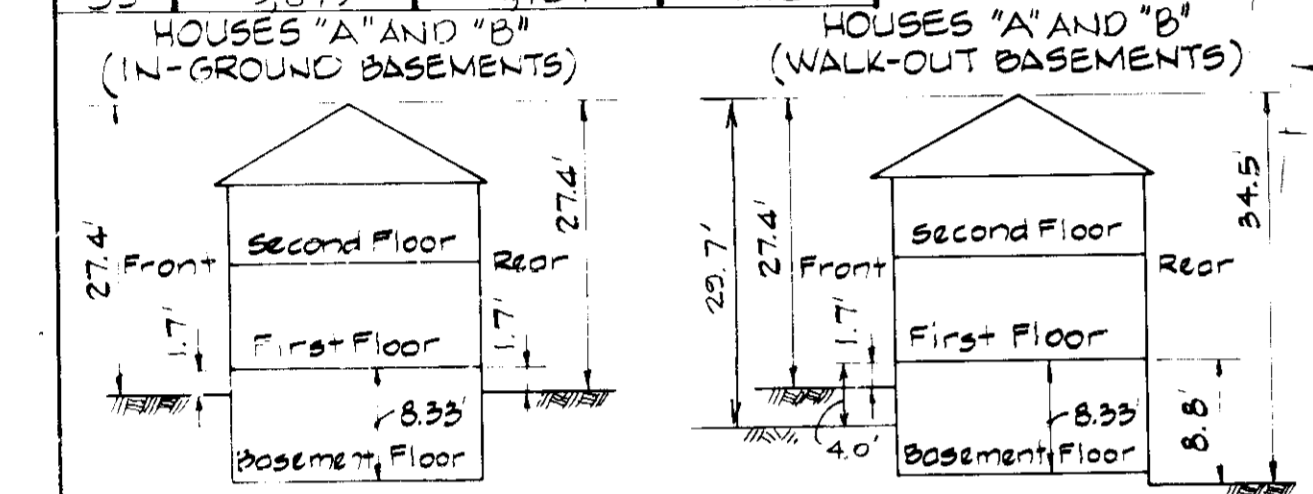 HOUSES "A" AND "B"
(IN-GROUND BASEMENTS)
27.4'
Front
1.7'
Second Floor
First Floor
8.33'
Basement Floor
Rear
1.7'
27.4'
HOUSES "A" AND "B"
(WALK-OUT BASEMENTS)
29.7'
27.4'
Front
1.7'
4.0'
Second Floor
First Floor
8.33'
Basement Floor
Rear
8.8'
34.5'